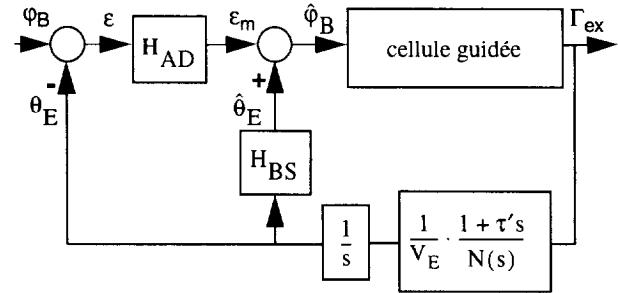 φB ε HAD εm φ̂B cellule guidée Γex
- +
θE θ̂E
HBS
1/s 1/VE · 1 + τ's/N(s)